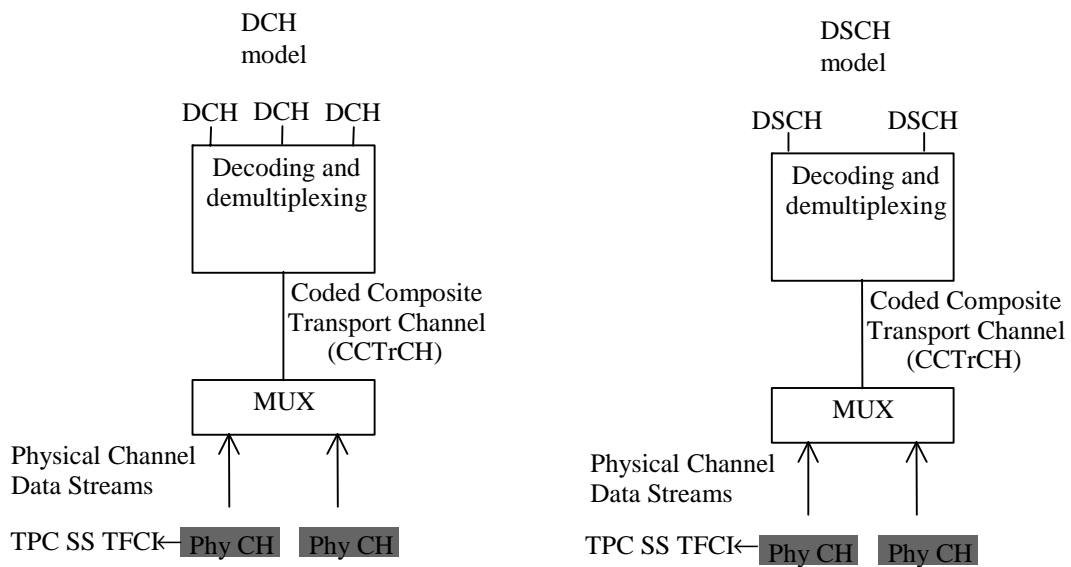 DCH
model
DCH DCH DCH
Decoding and
demultiplexing
Coded Composite
Transport Channel
(CCTrCH)
MUX
Physical Channel
Data Streams
TPC SS TFCI
Phy CH
Phy CH
DSCH
model
DSCH DSCH
Decoding and
demultiplexing
Coded Composite
Transport Channel
(CCTrCH)
MUX
Physical Channel
Data Streams
TPC SS TFCI
Phy CH
Phy CH